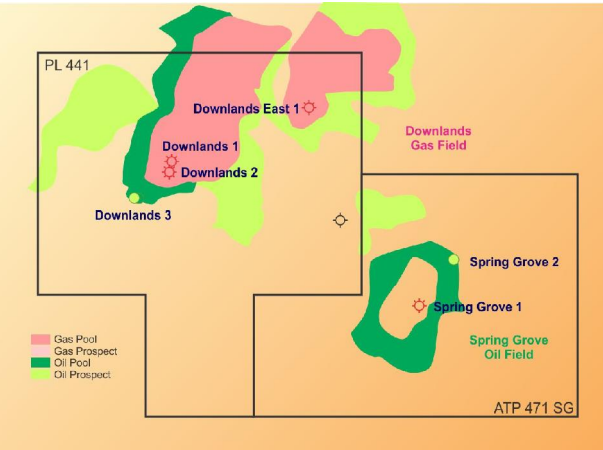 PL 441
Downlands East 1
Downlands
Gas Field
Downlands 1
Downlands 2
Downlands 3
Spring Grove 2
Spring Grove 1
Spring Grove
Oil Field
Gas Pool
Gas Prospect
Oil Pool
Oil Prospect
ATP 471 SG